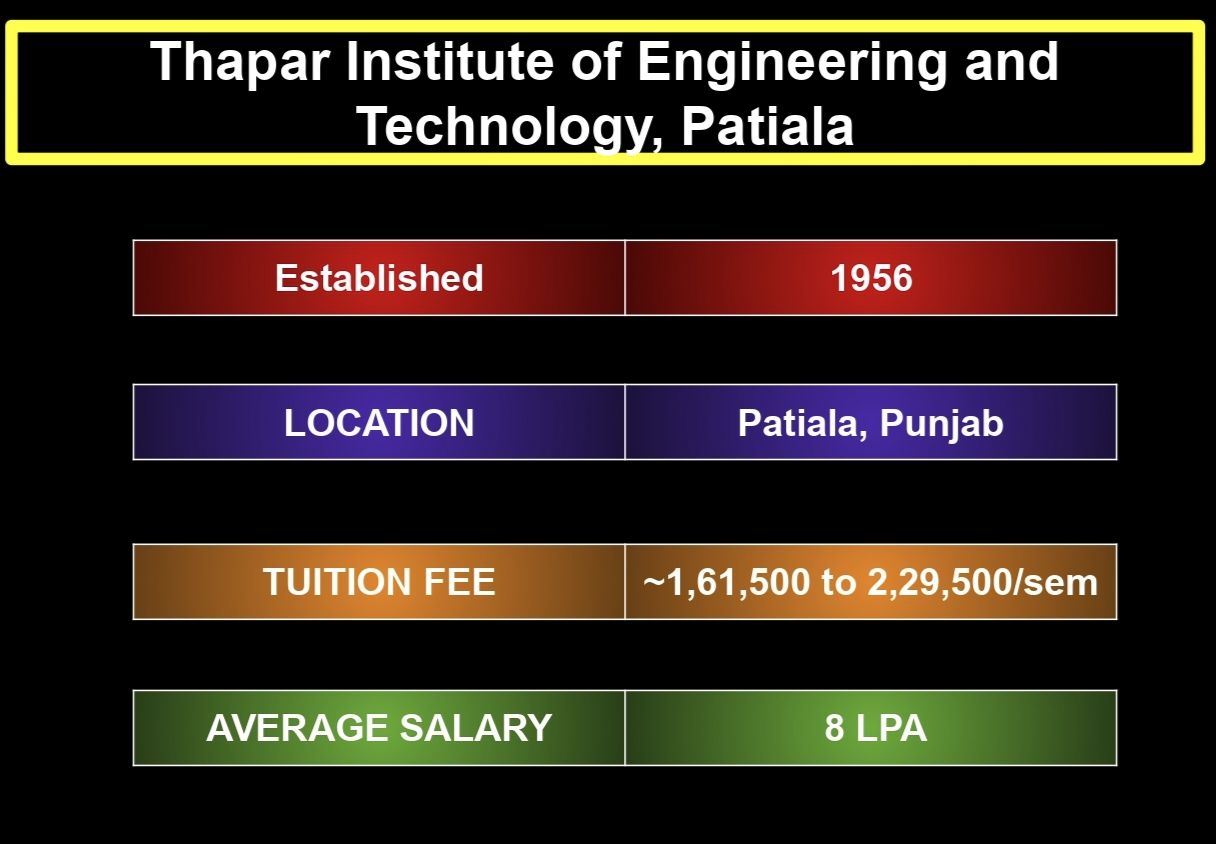 Thapar Institute of Engineering and
Technology, Patiala
Established 1956
LOCATION Patiala, Punjab
TUITION FEE ~1,61,500 to 2,29,500/sem
AVERAGE SALARY 8 LPA